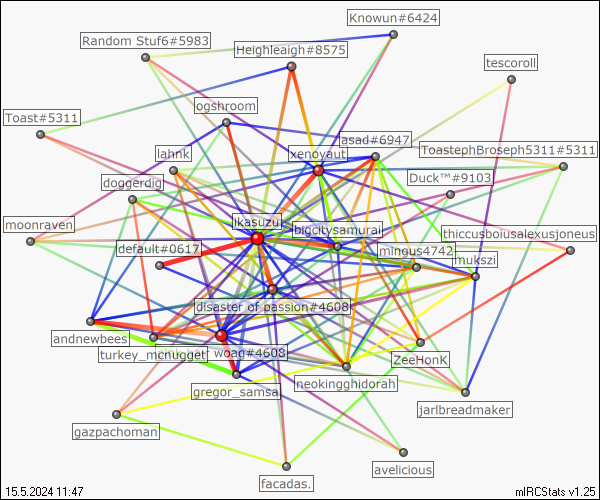 Knowun#6424
Random Stuf6#5983
Heighleigh#8575
tescoroll
ogshroom
Toast#5311
asad#6947
ToastephBroseph5311#5311
lahnk
xenoyaut
Duck™#9103
doggerdig
moonraven
ikasuzu
bigcitysamurai
thiccusboiusalexusjoneus
default#0617
mingus4742
mukszi
disaster of passion#4608
andnewbees
turkey_mcnugget
woag#4608
ZeeHonK
gregor_samsa
neokingghidorah
jarlbreadmaker
gazpachoman
avelicious
facadas.
15.5.2024 11:47
mIRCStats v1.25